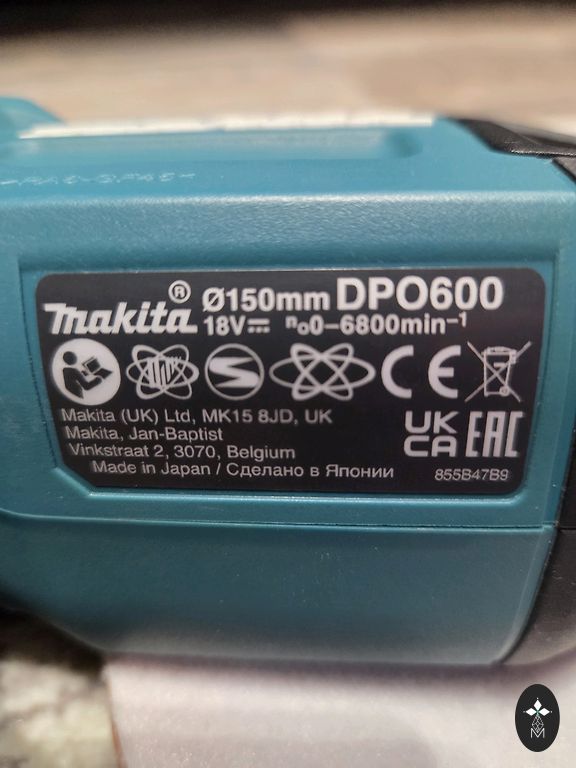 makita® Ø150mm DPO600
18V⎓ n₀0-6800min⁻¹
CE
Makita (UK) Ltd, MK15 8JD, UK
Makita, Jan-Baptist
Vinkstraat 2, 3070, Belgium
Made in Japan / Сделано в Японии
UK
CA
EAC
855B47B9
M